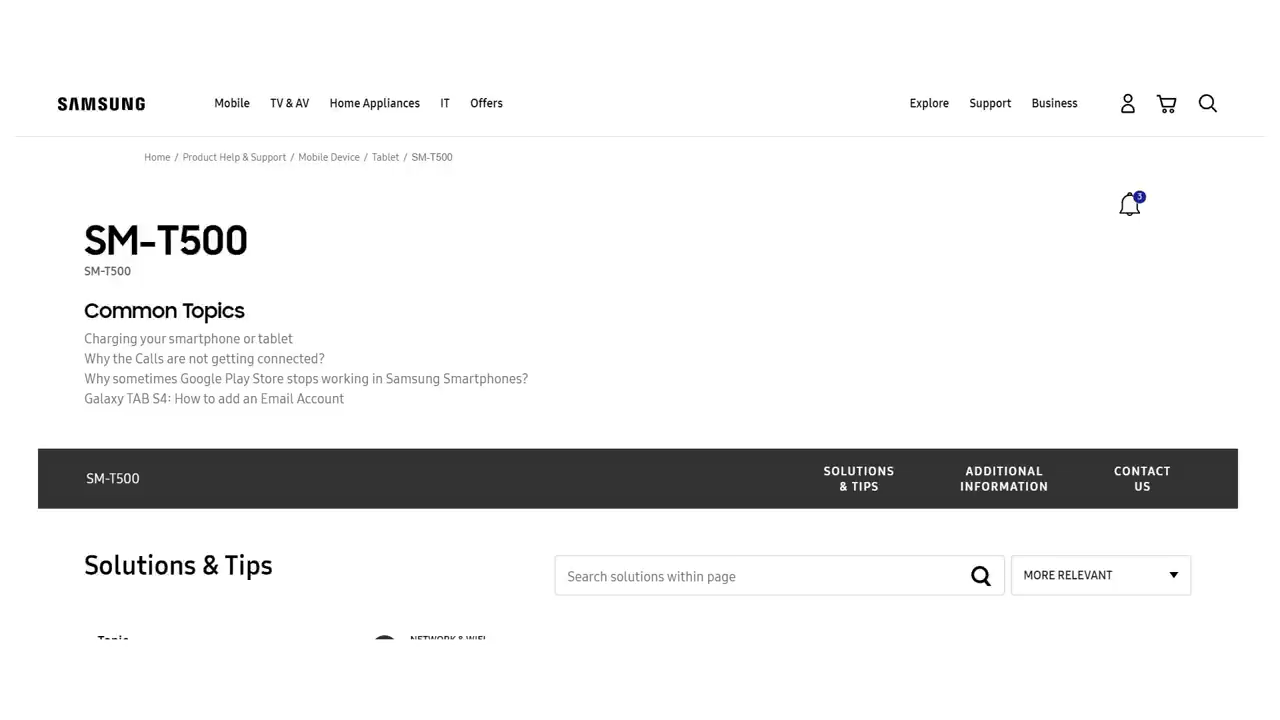 SAMSUNG Mobile TV & AV Home Appliances IT Offers Explore Support Business
Home / Product Help & Support / Mobile Device / Tablet / SM-T500
3
SM-T500
SM-T500
Common Topics
Charging your smartphone or tablet
Why the Calls are not getting connected?
Why sometimes Google Play Store stops working in Samsung Smartphones?
Galaxy TAB S4: How to add an Email Account
SM-T500
SOLUTIONS
& TIPS
ADDITIONAL
INFORMATION
CONTACT
US
Solutions & Tips
Search solutions within page
MORE RELEVANT
Topic
NETWORK & WIFI